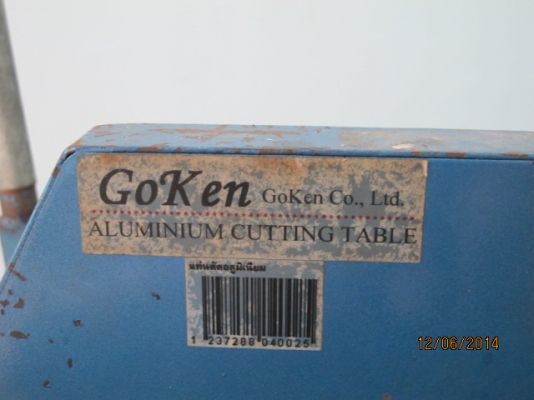 GoKen GoKen Co., Ltd.
ALUMINIUM CUTTING TABLE
แท่นตัดอลูมิเนียม
1 237288 040025
12/06/2014